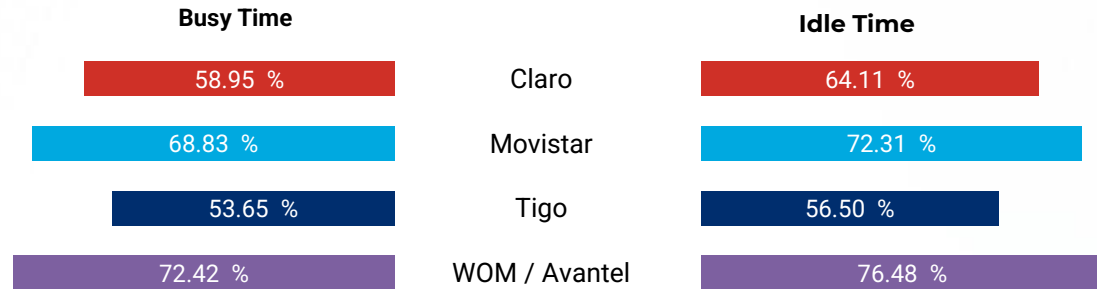 Busy Time Idle Time
58.95 % Claro 64.11 %
68.83 % Movistar 72.31 %
53.65 % Tigo 56.50 %
72.42 % WOM / Avantel 76.48 %